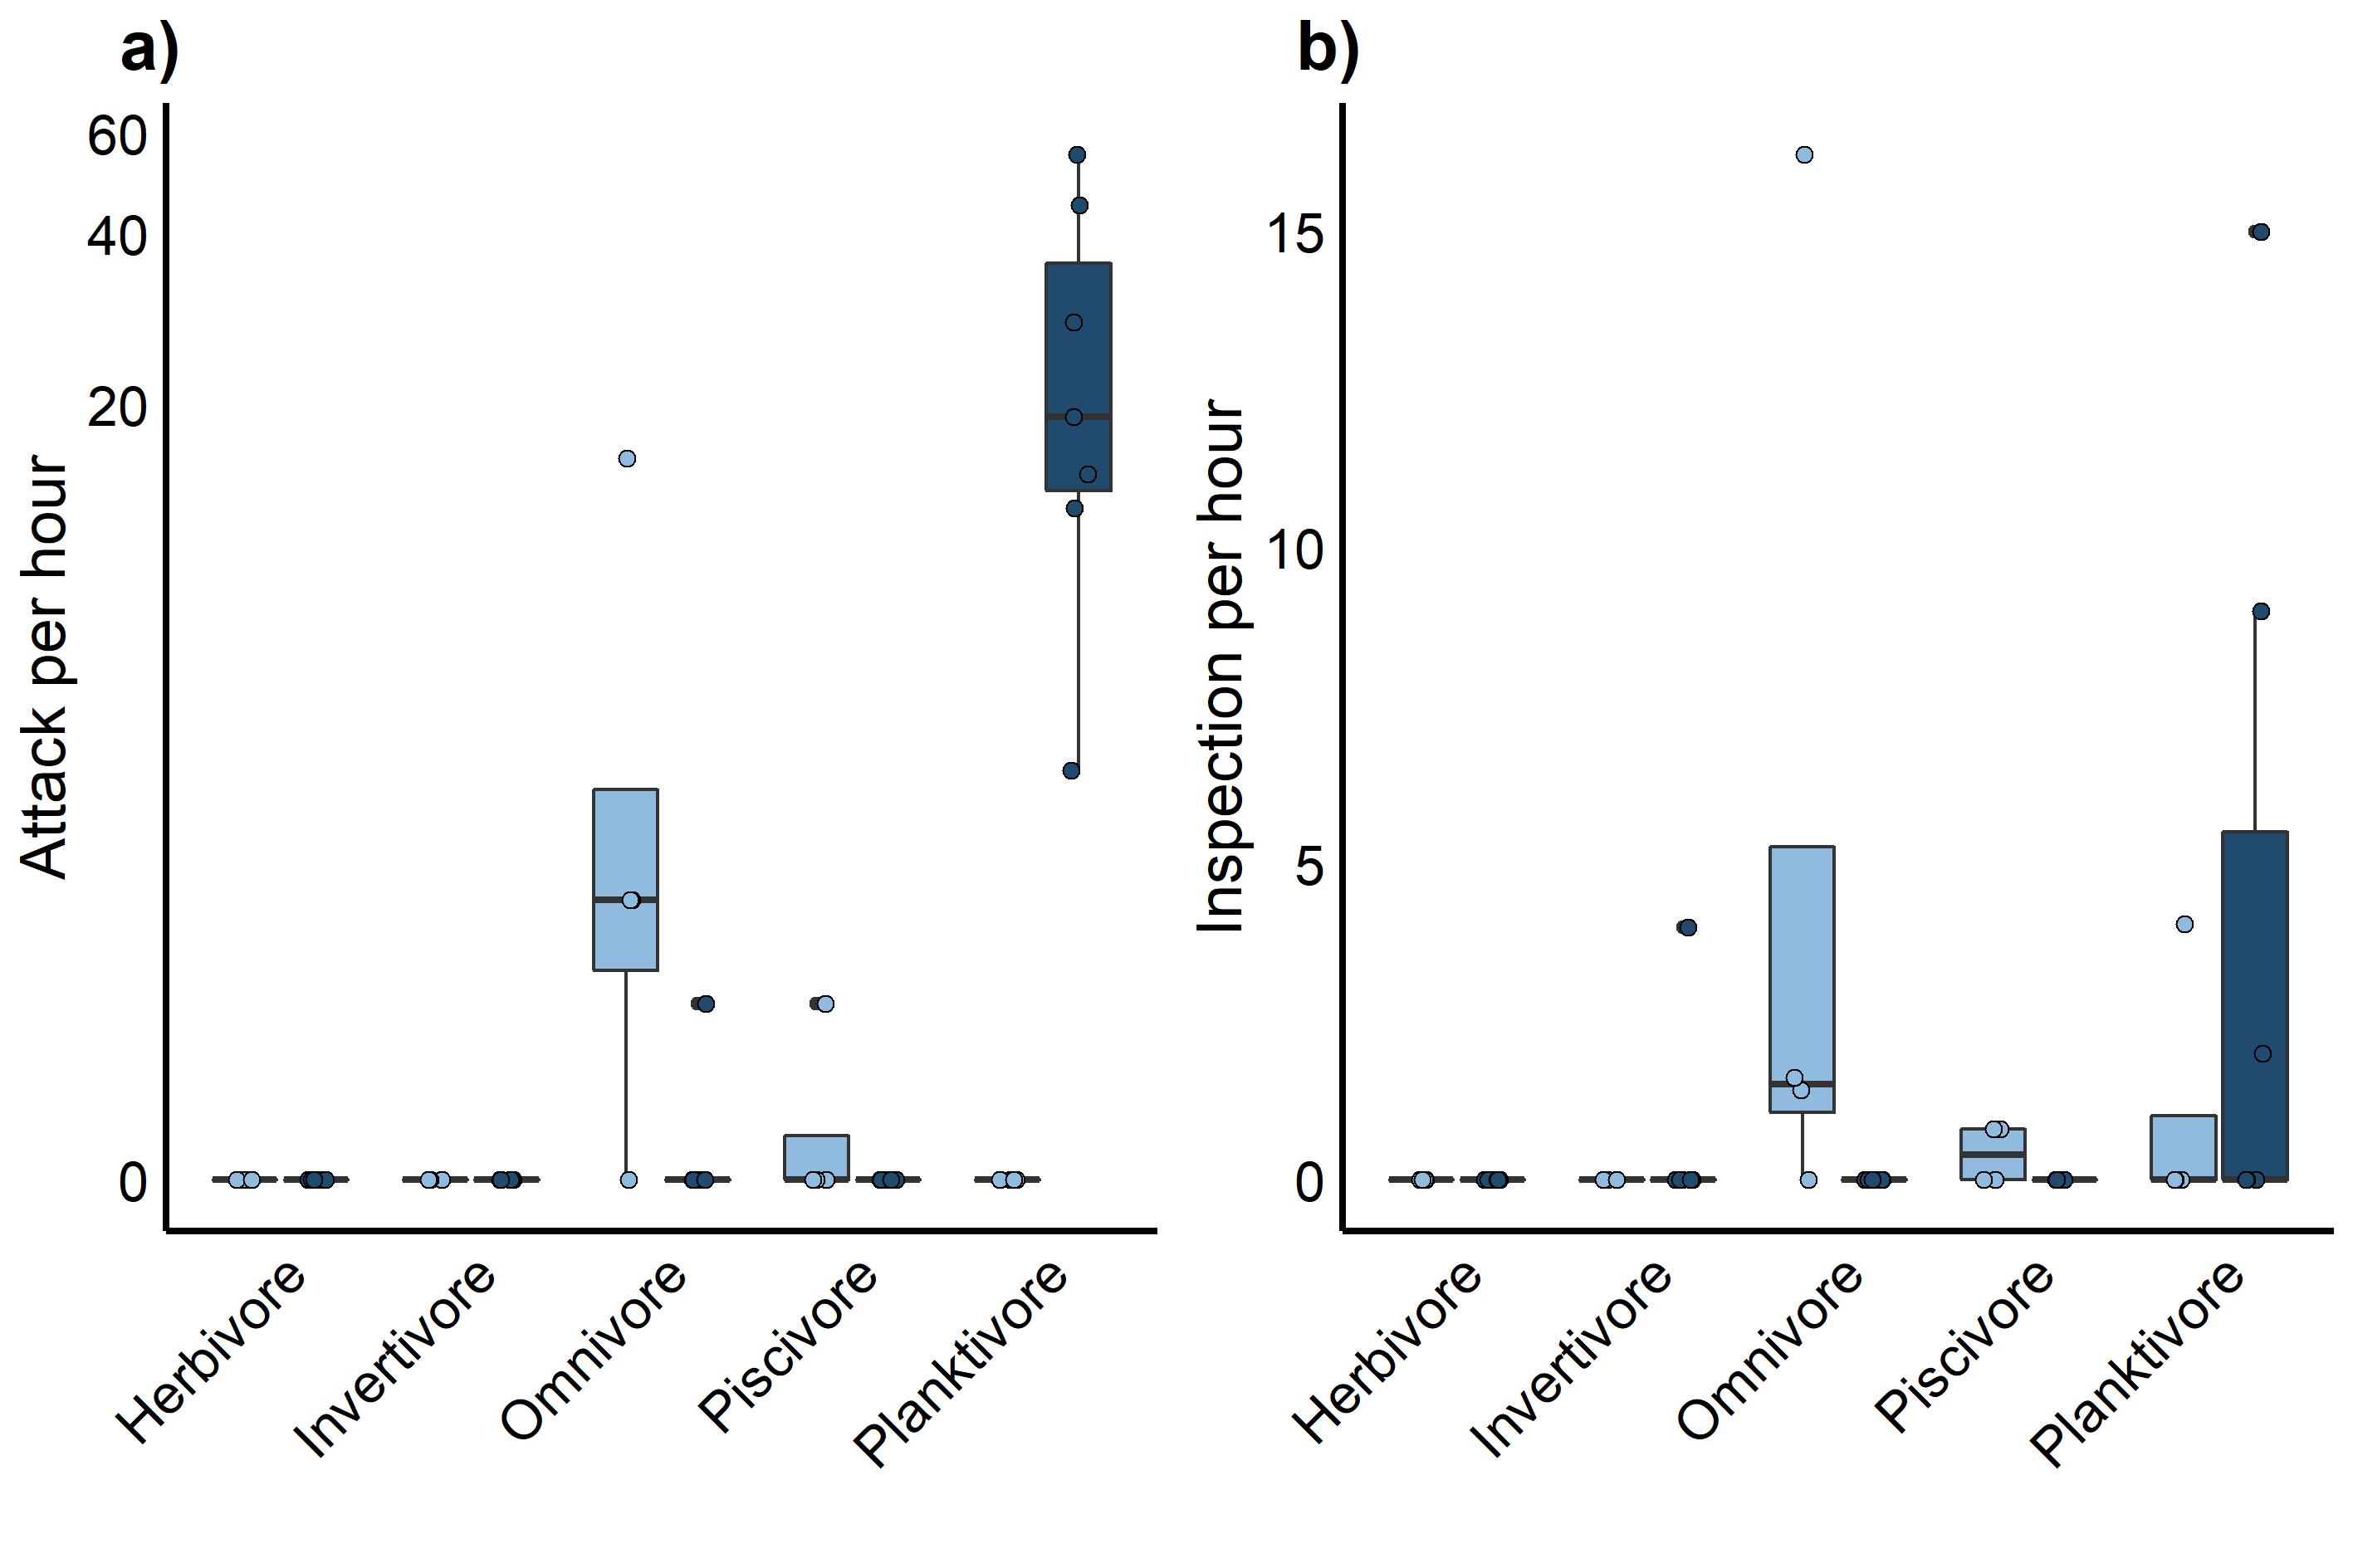 a)
Attack per hour
60
40
20
0
Herbivore
Invertivore
Omnivore
Piscivore
Planktivore
b)
Inspection per hour
15
10
5
0
Herbivore
Invertivore
Omnivore
Piscivore
Planktivore